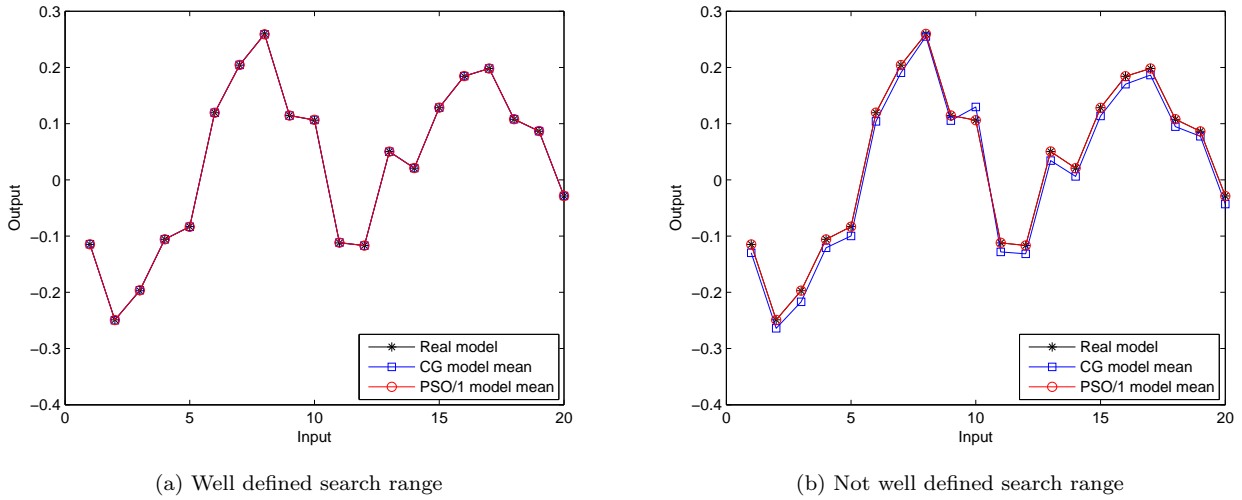 0.3
0.2
0.1
0
−0.1
−0.2
−0.3
−0.4
Output
0 5 10 15 20
Input
Real model
CG model mean
PSO/1 model mean
(a) Well defined search range
0.3
0.2
0.1
0
−0.1
−0.2
−0.3
−0.4
Output
0 5 10 15 20
Input
Real model
CG model mean
PSO/1 model mean
(b) Not well defined search range